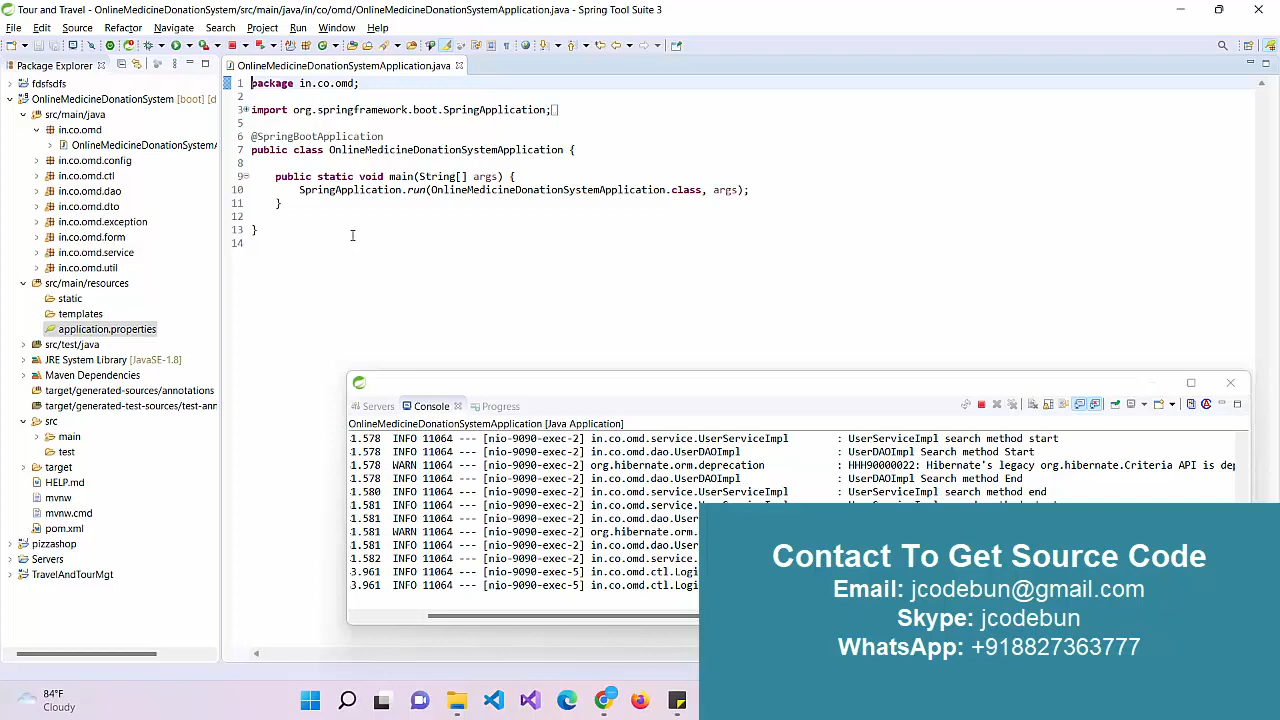 Tour and Travel - OnlineMedicineDonationSystem/src/main/java/in/co/omd/OnlineMedicineDonationSystemApplication.java - Spring Tool Suite 3
File Edit Source Refactor Navigate Search Project Run Window Help
Package Explorer
fdsfsdfs
OnlineMedicineDonationSystem [boot] [d
src/main/java
in.co.omd
OnlineMedicineDonationSystemA
in.co.omd.config
in.co.omd.ctl
in.co.omd.dao
in.co.omd.dto
in.co.omd.exception
in.co.omd.form
in.co.omd.service
in.co.omd.util
src/main/resources
static
templates
application.properties
src/test/java
JRE System Library [JavaSE-1.8]
Maven Dependencies
target/generated-sources/annotations
target/generated-test-sources/test-ann
src
main
test
target
HELP.md
mvnw
mvnw.cmd
pom.xml
pizzashop
Servers
TravelAndTourMgt
OnlineMedicineDonationSystemApplication.java
1 package in.co.omd;
2
3 import org.springframework.boot.SpringApplication;
5
6 @SpringBootApplication
7 public class OnlineMedicineDonationSystemApplication {
8
9 public static void main(String[] args) {
10 SpringApplication.run(OnlineMedicineDonationSystemApplication.class, args);
11 }
12
13 }
14
Servers Console Progress
OnlineMedicineDonationSystemApplication [Java Application]
1.578 INFO 11064 --- [nio-9090-exec-2] in.co.omd.service.UserServiceImpl : UserServiceImpl search method start
1.578 INFO 11064 --- [nio-9090-exec-2] in.co.omd.dao.UserDAOImpl : UserDAOImpl Search method Start
1.578 WARN 11064 --- [nio-9090-exec-2] org.hibernate.orm.deprecation : HHH90000022: Hibernate's legacy org.hibernate.Criteria API is dep
1.578 INFO 11064 --- [nio-9090-exec-2] in.co.omd.dao.UserDAOImpl : UserDAOImpl Search method End
1.580 INFO 11064 --- [nio-9090-exec-2] in.co.omd.service.UserServiceImpl : UserServiceImpl search method end
1.581 INFO 11064 --- [nio-9090-exec-2]
1.581 INFO 11064 --- [nio-9090-exec-2] in.co.omd.dao.User
1.581 WARN 11064 --- [nio-9090-exec-2] org.hibernate.orm.
1.581 INFO 11064 --- [nio-9090-exec-2] in.co.omd.dao.User
1.582 INFO 11064 --- [nio-9090-exec-2] in.co.omd.service.
3.961 INFO 11064 --- [nio-9090-exec-5] in.co.omd.ctl.Logi
3.961 INFO 11064 --- [nio-9090-exec-5] in.co.omd.ctl.Logi
Contact To Get Source Code
Email: jcodebun@gmail.com
Skype: jcodebun
WhatsApp: +918827363777
84°F
Cloudy